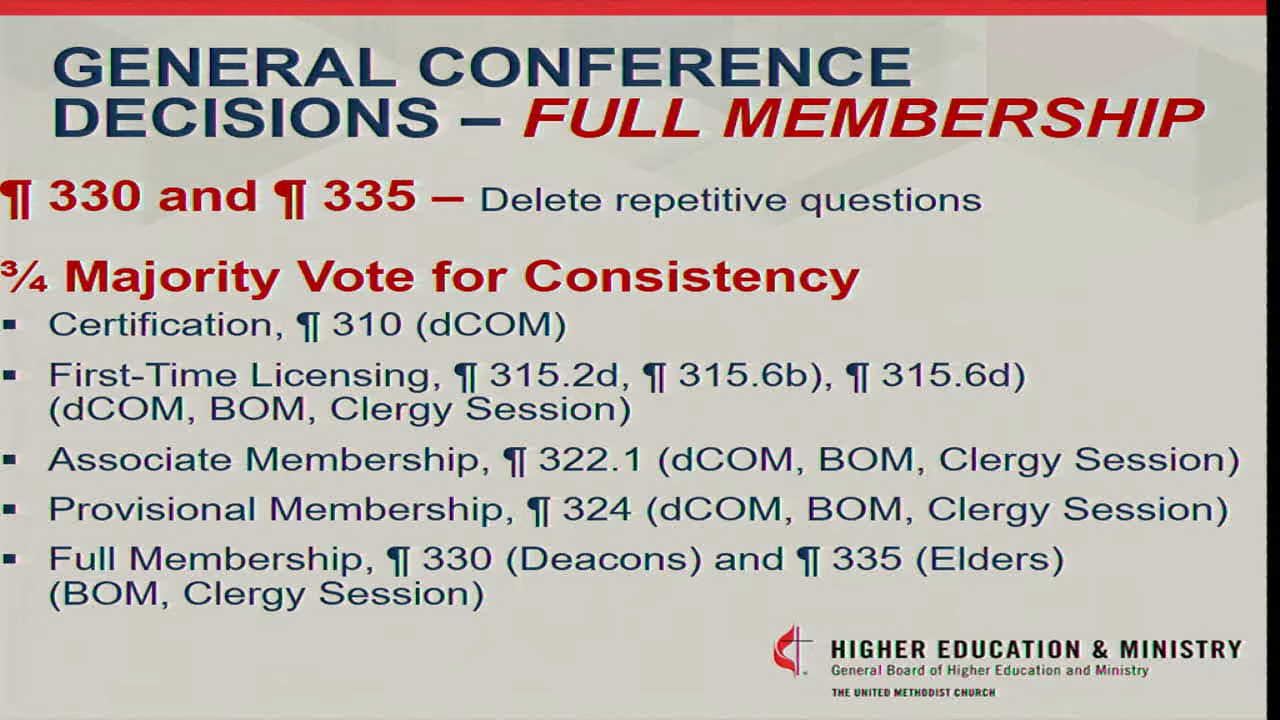 GENERAL CONFERENCE
DECISIONS – FULL MEMBERSHIP
¶ 330 and ¶ 335 – Delete repetitive questions
¾ Majority Vote for Consistency
▪ Certification, ¶ 310 (dCOM)
▪ First-Time Licensing, ¶ 315.2d, ¶ 315.6b), ¶ 315.6d)
(dCOM, BOM, Clergy Session)
▪ Associate Membership, ¶ 322.1 (dCOM, BOM, Clergy Session)
▪ Provisional Membership, ¶ 324 (dCOM, BOM, Clergy Session)
▪ Full Membership, ¶ 330 (Deacons) and ¶ 335 (Elders)
(BOM, Clergy Session)
HIGHER EDUCATION & MINISTRY
General Board of Higher Education and Ministry
THE UNITED METHODIST CHURCH